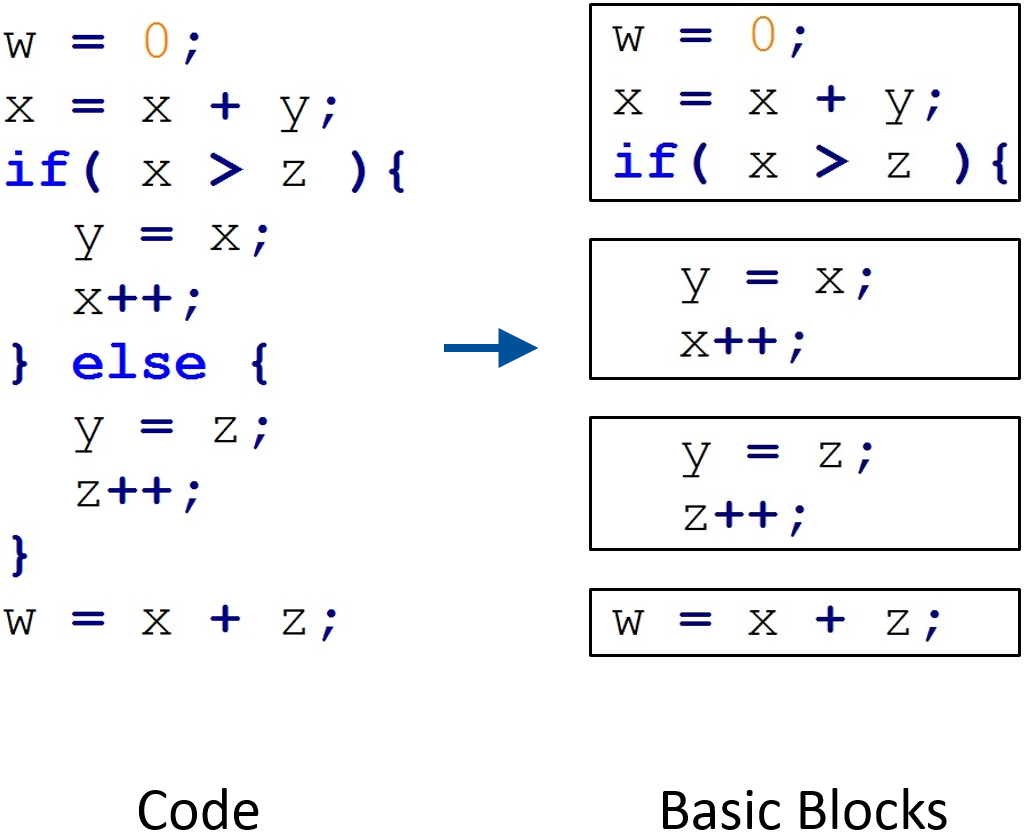 w = 0;
x = x + y;
if( x > z ){
   y = x;
   x++;
} else {
   y = z;
   z++;
}
w = x + z;
Code
w = 0;
x = x + y;
if( x > z ){
   y = x;
   x++;
   y = z;
   z++;
w = x + z;
Basic Blocks